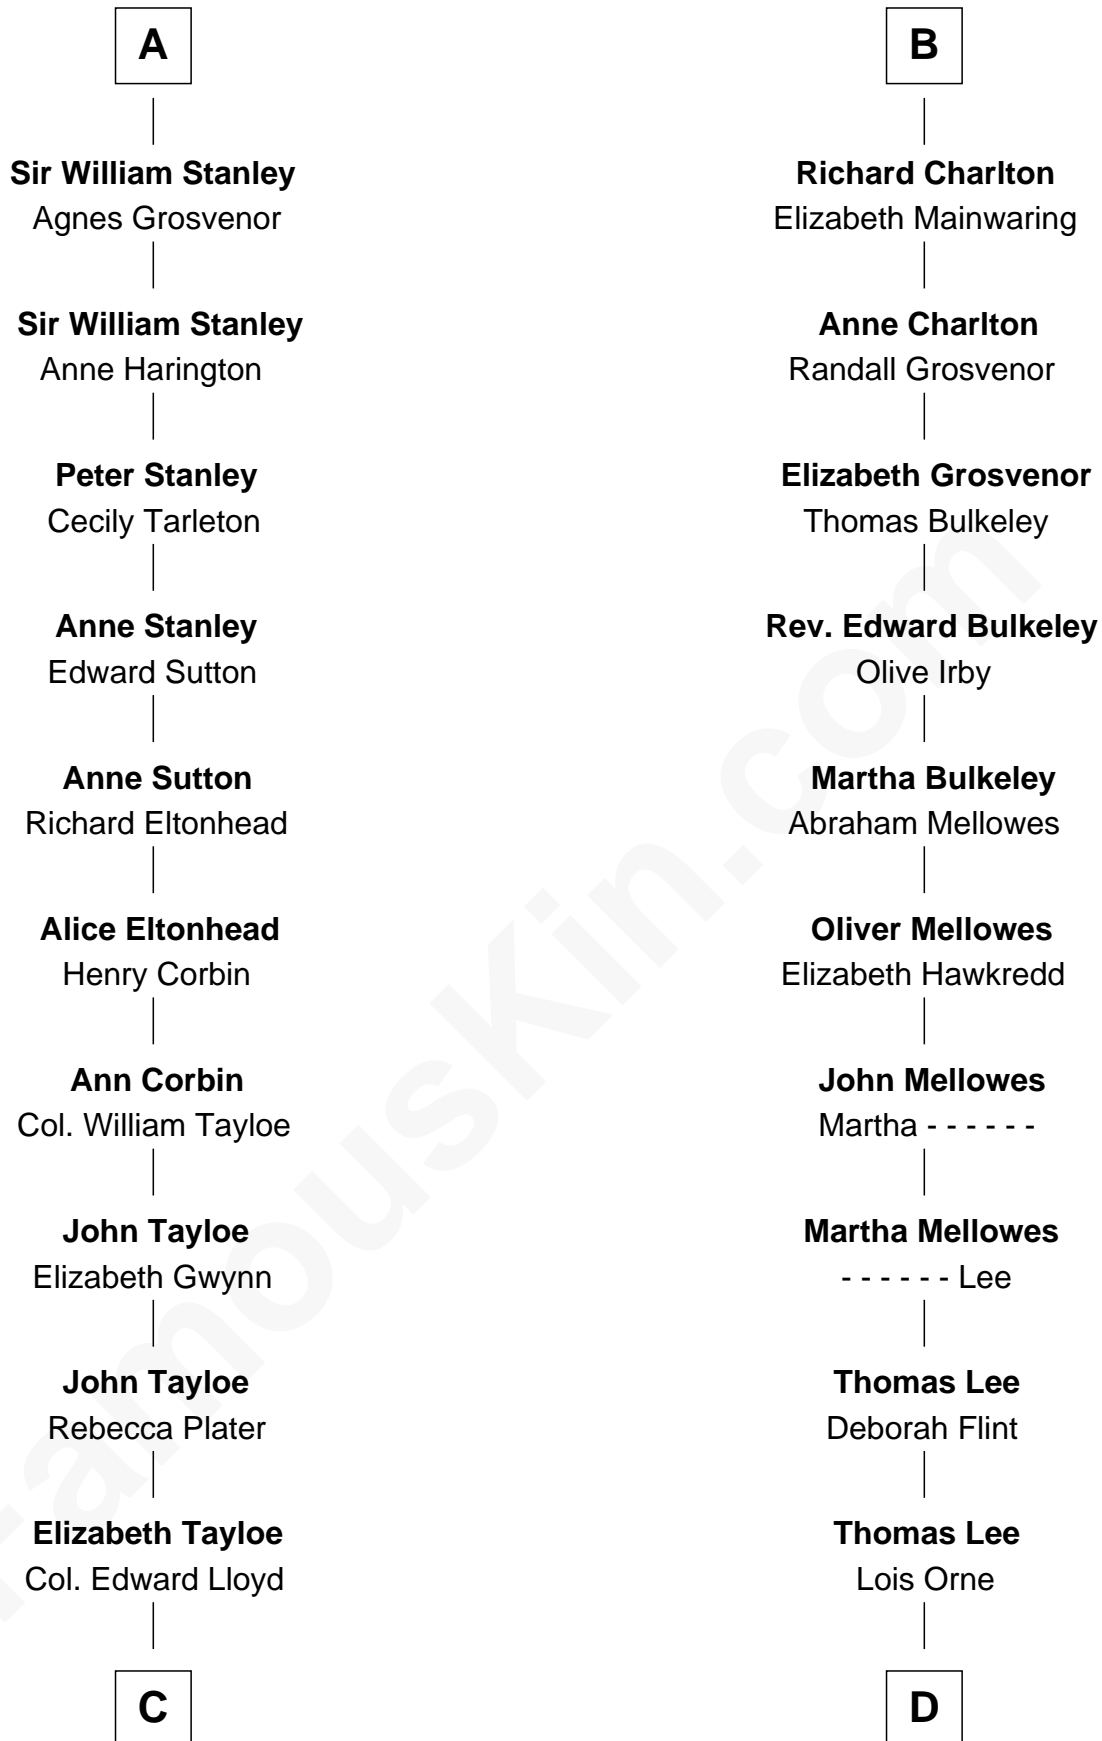 A
Sir William Stanley
Agnes Grosvenor
Sir William Stanley
Anne Harington
Peter Stanley
Cecily Tarleton
Anne Stanley
Edward Sutton
Anne Sutton
Richard Eltonhead
Alice Eltonhead
Henry Corbin
Ann Corbin
Col. William Tayloe
John Tayloe
Elizabeth Gwynn
John Tayloe
Rebecca Plater
Elizabeth Tayloe
Col. Edward Lloyd
C
B
Richard Charlton
Elizabeth Mainwaring
Anne Charlton
Randall Grosvenor
Elizabeth Grosvenor
Thomas Bulkeley
Rev. Edward Bulkeley
Olive Irby
Martha Bulkeley
Abraham Mellowes
Oliver Mellowes
Elizabeth Hawkredd
John Mellowes
Martha - - - - - -
Martha Mellowes
- - - - - - Lee
Thomas Lee
Deborah Flint
Thomas Lee
Lois Orne
D
FamousKin.com